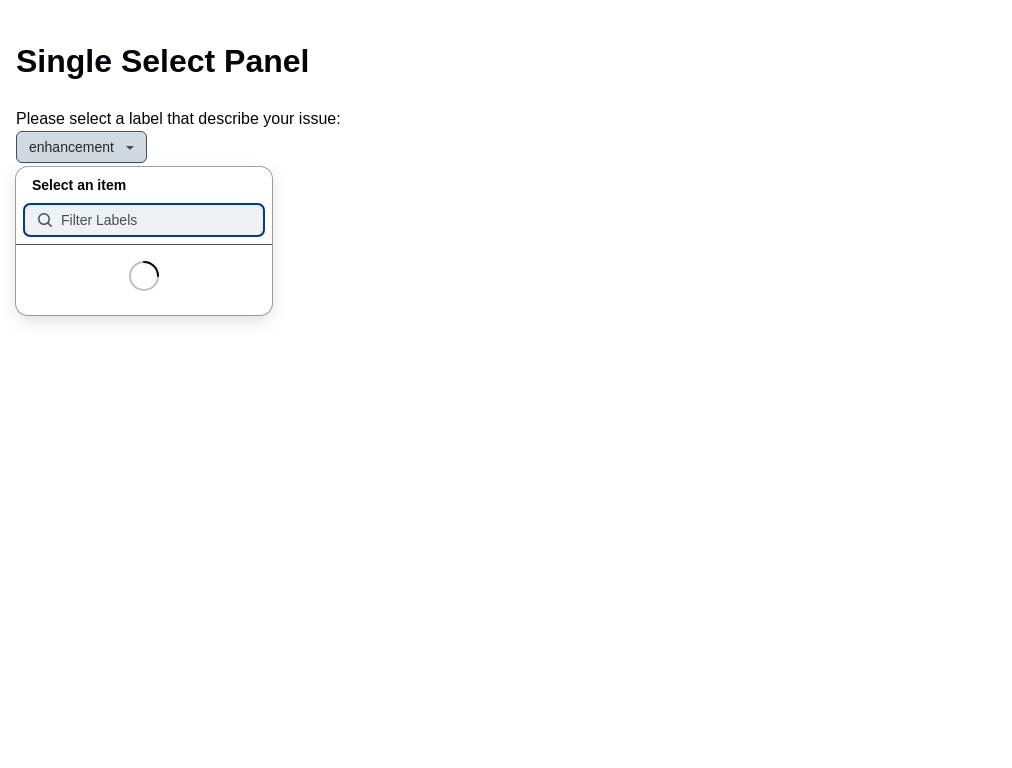 Single Select Panel
Please select a label that describe your issue:
enhancement
Select an item
Filter Labels